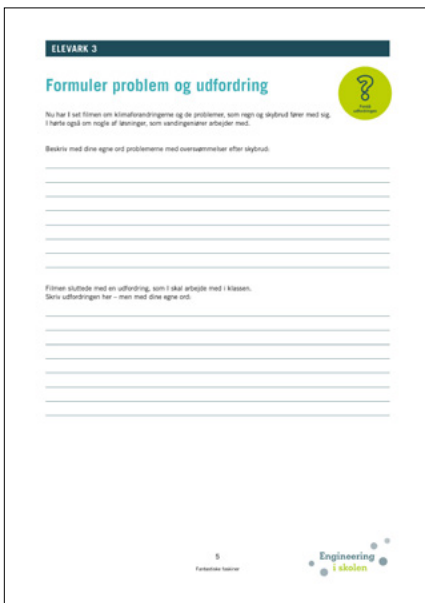 ELEVARK 3
Formuler problem og udfordring
Forstå
udfordringen
Nu har I set filmen om klimaforandringerne og de problemer, som regn og skybrud fører med sig.
I hørte også om nogle af løsninger, som vandingeniører arbejder med.
Beskriv med dine egne ord problemerne med oversvømmelser efter skybrud:
Filmen sluttede med en udfordring, som I skal arbejde med i klassen.
Skriv udfordringen her – men med dine egne ord:
5
Fantastiske faskiner
Engineering
i skolen